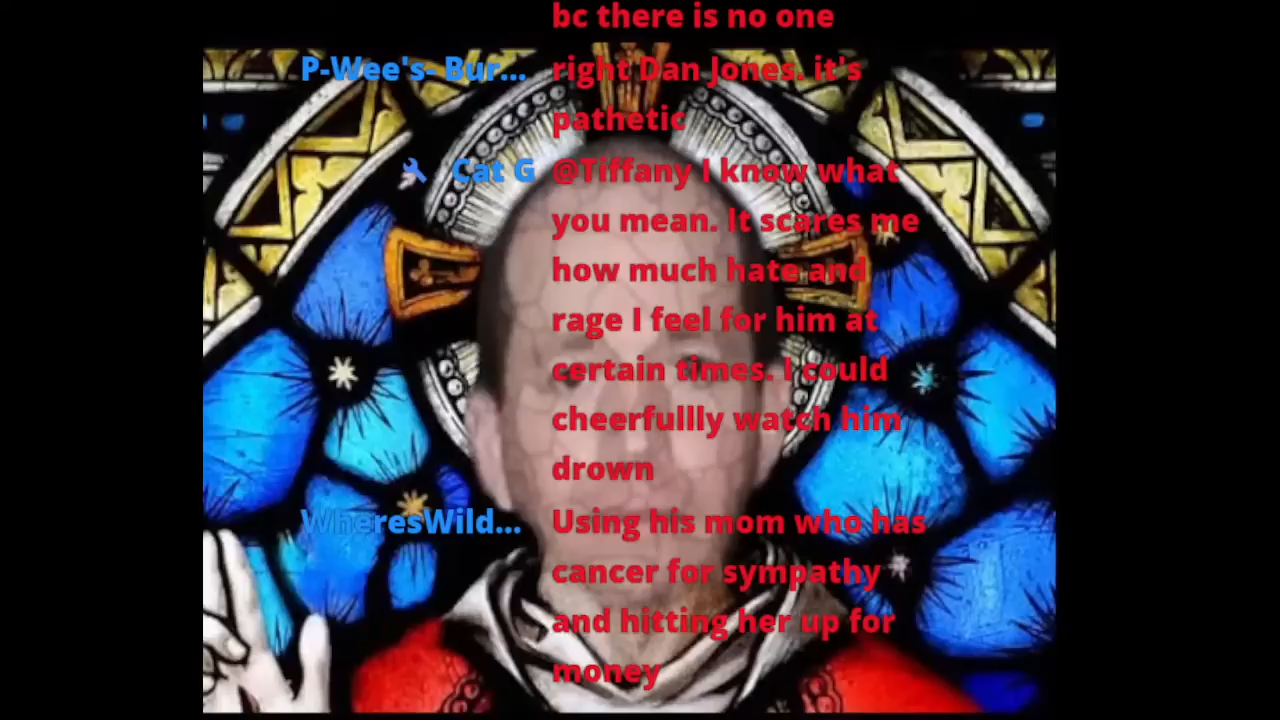 bc there is no one
P-Wee's- Bur... right Dan Jones. it's
pathetic
Cat G @Tiffany I know what
you mean. It scares me
how much hate and
rage I feel for him at
certain times. I could
cheerfullly watch him
drown
WheresWild... Using his mom who has
cancer for sympathy
and hitting her up for
money